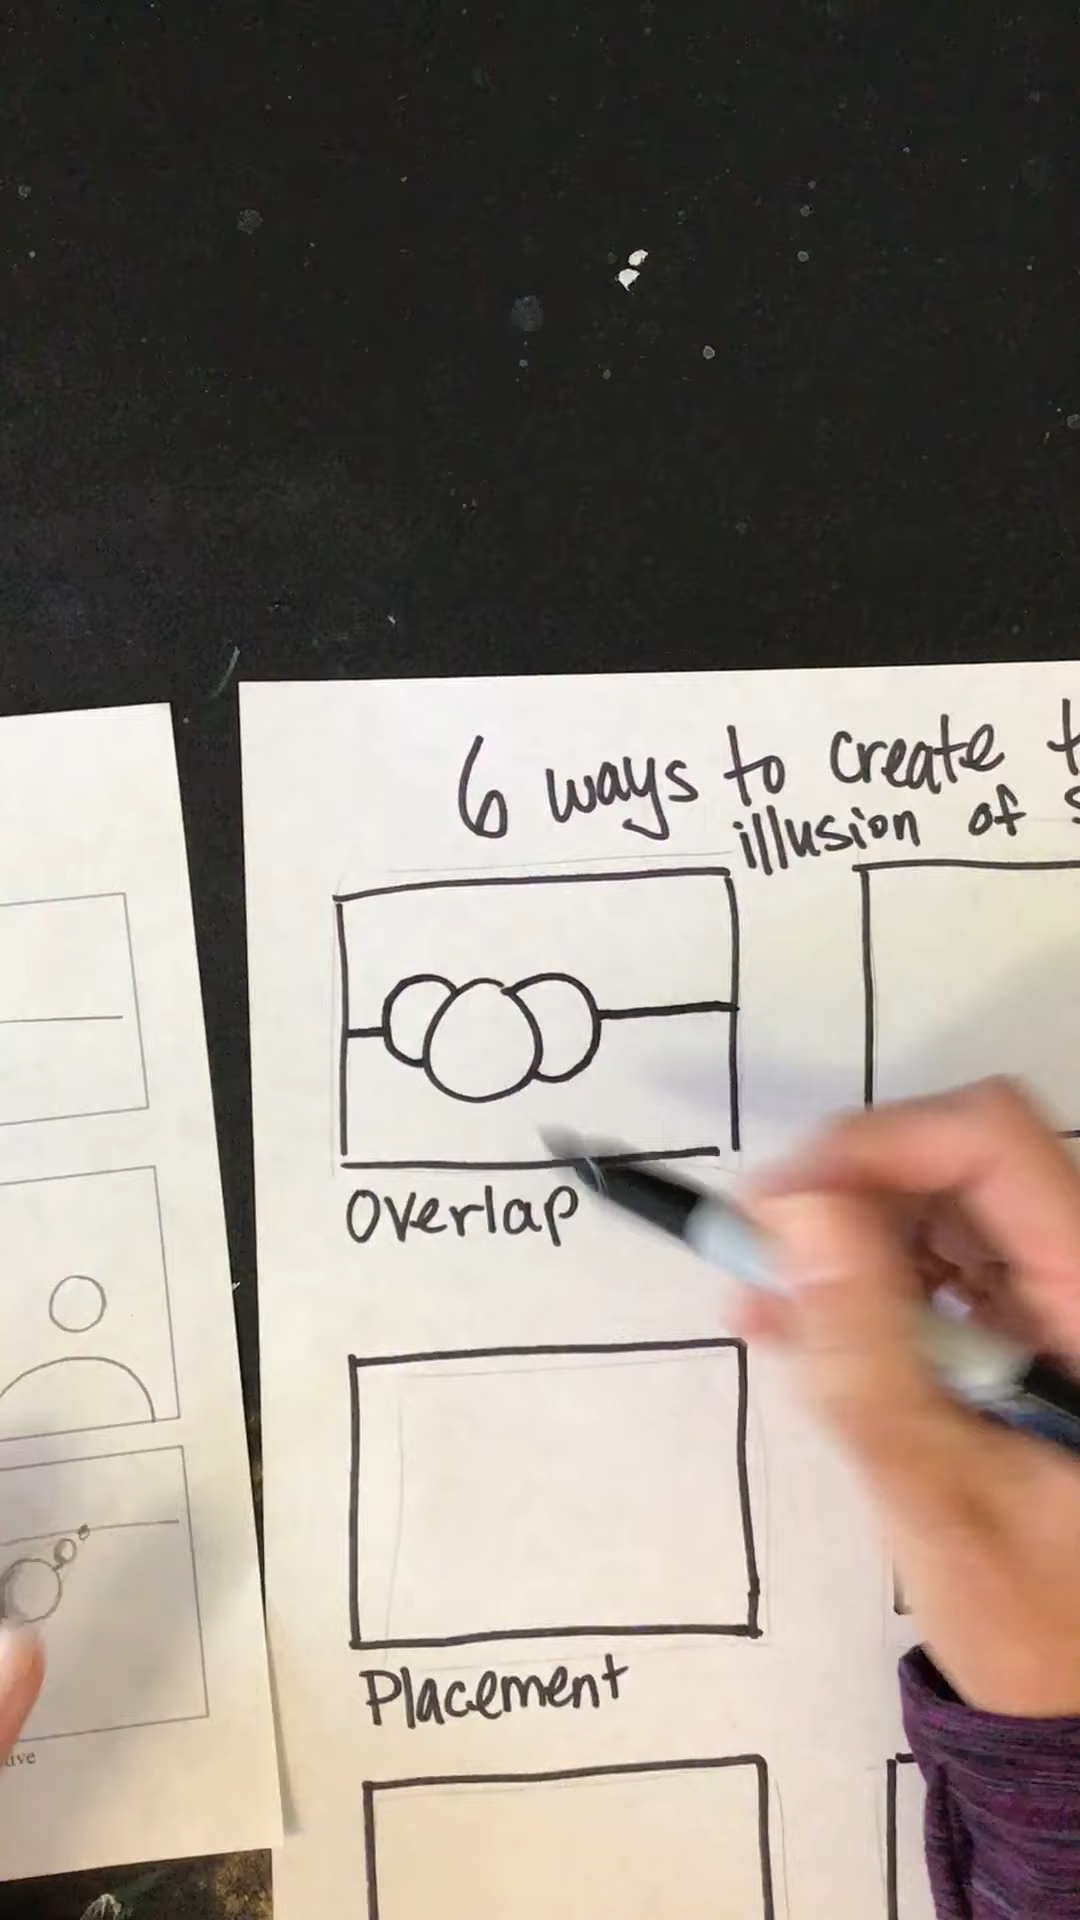 6 ways to create
illusion of
Overlap
Placement